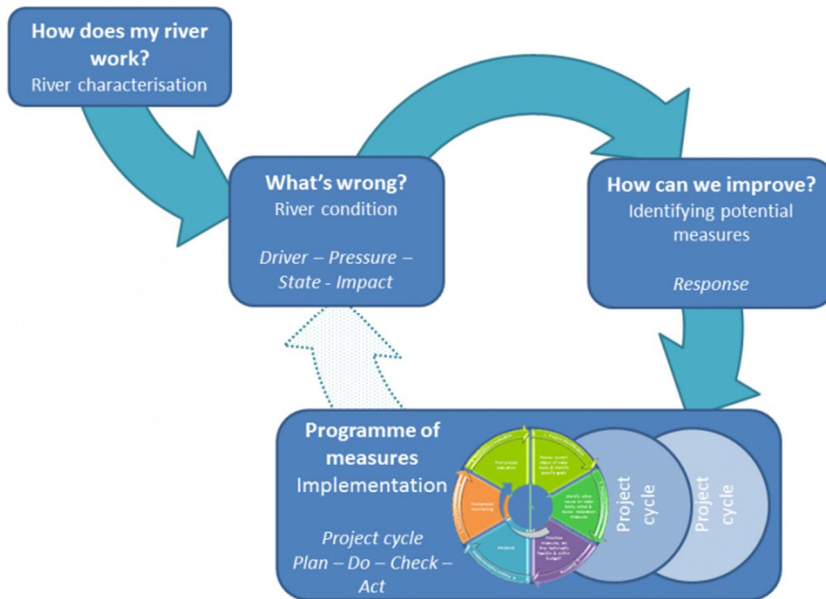 How does my river
work?
River characterisation
What's wrong?
River condition
Driver – Pressure –
State - Impact
How can we improve?
Identifying potential
measures
Response
Programme of
measures
Implementation
Project cycle
Plan – Do – Check –
Act
Project
cycle
Project
cycle